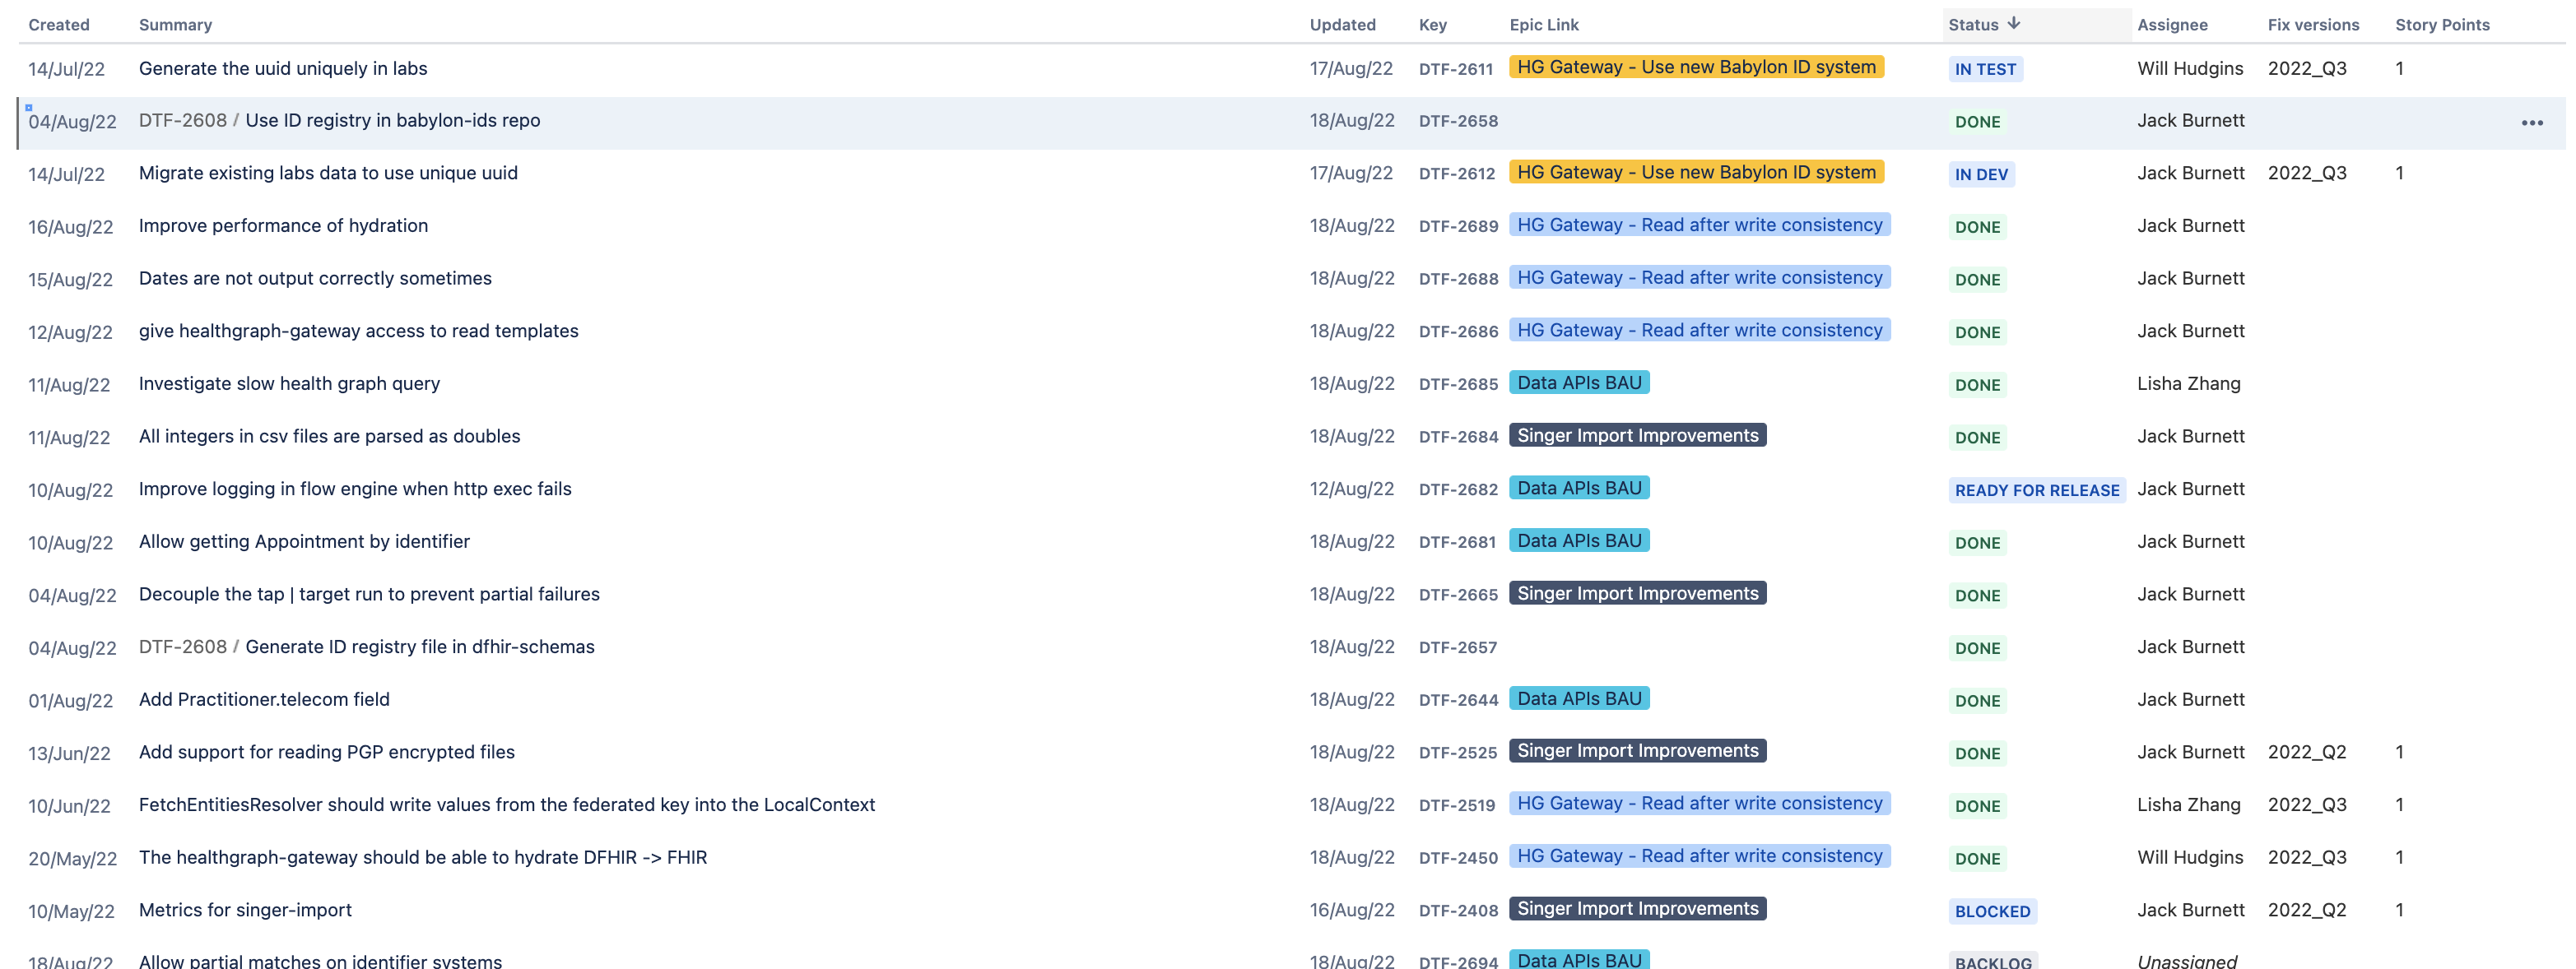 Created Summary Updated Key Epic Link Status ↓ Assignee Fix versions Story Points
14/Jul/22 Generate the uuid uniquely in labs 17/Aug/22 DTF-2611 HG Gateway - Use new Babylon ID system IN TEST Will Hudgins 2022_Q3 1
04/Aug/22 DTF-2608 / Use ID registry in babylon-ids repo 18/Aug/22 DTF-2658 DONE Jack Burnett •••
14/Jul/22 Migrate existing labs data to use unique uuid 17/Aug/22 DTF-2612 HG Gateway - Use new Babylon ID system IN DEV Jack Burnett 2022_Q3 1
16/Aug/22 Improve performance of hydration 18/Aug/22 DTF-2689 HG Gateway - Read after write consistency DONE Jack Burnett
15/Aug/22 Dates are not output correctly sometimes 18/Aug/22 DTF-2688 HG Gateway - Read after write consistency DONE Jack Burnett
12/Aug/22 give healthgraph-gateway access to read templates 18/Aug/22 DTF-2686 HG Gateway - Read after write consistency DONE Jack Burnett
11/Aug/22 Investigate slow health graph query 18/Aug/22 DTF-2685 Data APIs BAU DONE Lisha Zhang
11/Aug/22 All integers in csv files are parsed as doubles 18/Aug/22 DTF-2684 Singer Import Improvements DONE Jack Burnett
10/Aug/22 Improve logging in flow engine when http exec fails 12/Aug/22 DTF-2682 Data APIs BAU READY FOR RELEASE Jack Burnett
10/Aug/22 Allow getting Appointment by identifier 18/Aug/22 DTF-2681 Data APIs BAU DONE Jack Burnett
04/Aug/22 Decouple the tap | target run to prevent partial failures 18/Aug/22 DTF-2665 Singer Import Improvements DONE Jack Burnett
04/Aug/22 DTF-2608 / Generate ID registry file in dfhir-schemas 18/Aug/22 DTF-2657 DONE Jack Burnett
01/Aug/22 Add Practitioner.telecom field 18/Aug/22 DTF-2644 Data APIs BAU DONE Jack Burnett
13/Jun/22 Add support for reading PGP encrypted files 18/Aug/22 DTF-2525 Singer Import Improvements DONE Jack Burnett 2022_Q2 1
10/Jun/22 FetchEntitiesResolver should write values from the federated key into the LocalContext 18/Aug/22 DTF-2519 HG Gateway - Read after write consistency DONE Lisha Zhang 2022_Q3 1
20/May/22 The healthgraph-gateway should be able to hydrate DFHIR -> FHIR 18/Aug/22 DTF-2450 HG Gateway - Read after write consistency DONE Will Hudgins 2022_Q3 1
10/May/22 Metrics for singer-import 16/Aug/22 DTF-2408 Singer Import Improvements BLOCKED Jack Burnett 2022_Q2 1
18/Aug/22 Allow partial matches on identifier systems 18/Aug/22 DTF-2694 Data APIs BAU BACKLOG Unassigned